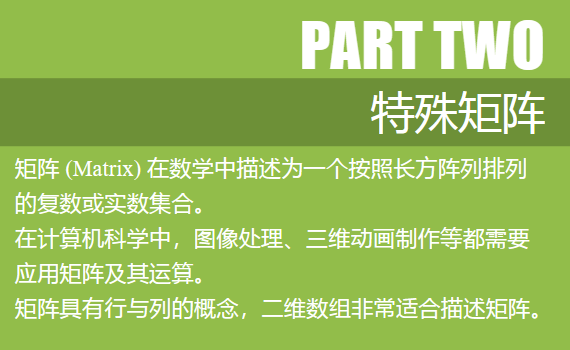 PART TWO
特殊矩阵
矩阵 (Matrix) 在数学中描述为一个按照长方阵列排列
的复数或实数集合。
在计算机科学中，图像处理、三维动画制作等都需要
应用矩阵及其运算。
矩阵具有行与列的概念，二维数组非常适合描述矩阵。